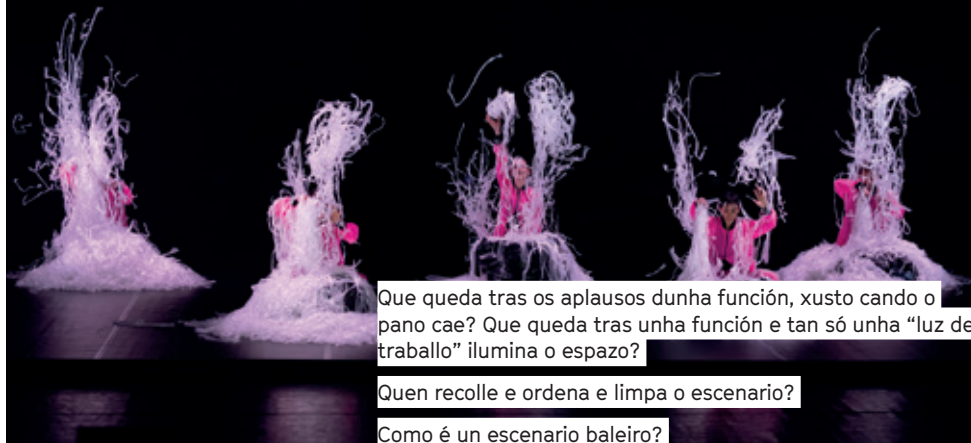 Que queda tras os aplausos dunha función, xusto cando o
pano cae? Que queda tras unha función e tan só unha “luz de
traballo” ilumina o espazo?
Quen recolle e ordena e limpa o escenario?
Como é un escenario baleiro?